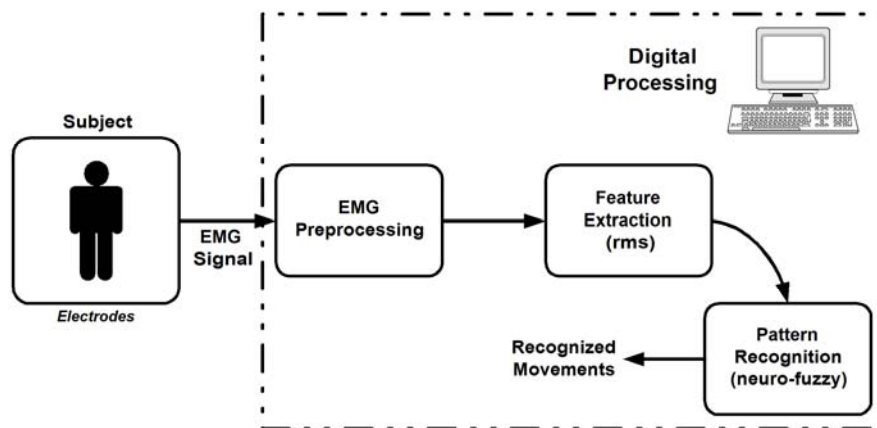 Digital
Processing
Subject
EMG
Signal
Electrodes
EMG
Preprocessing
Feature
Extraction
(rms)
Pattern
Recognition
(neuro-fuzzy)
Recognized
Movements